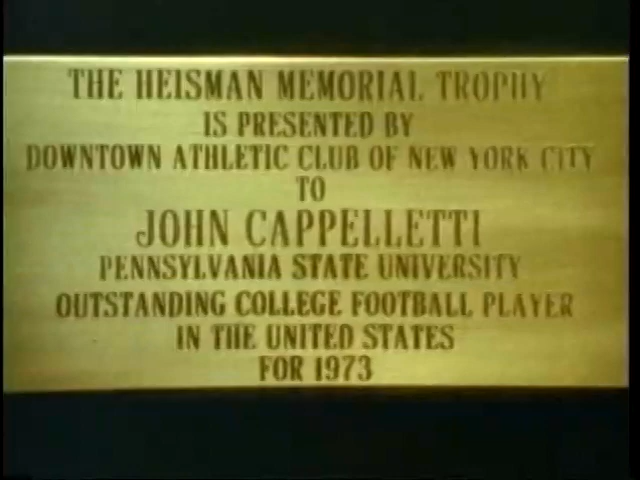 THE HEISMAN MEMORIAL TROPHY
IS PRESENTED BY
DOWNTOWN ATHLETIC CLUB OF NEW YORK CITY
TO
JOHN CAPPELLETTI
PENNSYLVANIA STATE UNIVERSITY
OUTSTANDING COLLEGE FOOTBALL PLAYER
IN THE UNITED STATES
FOR 1973